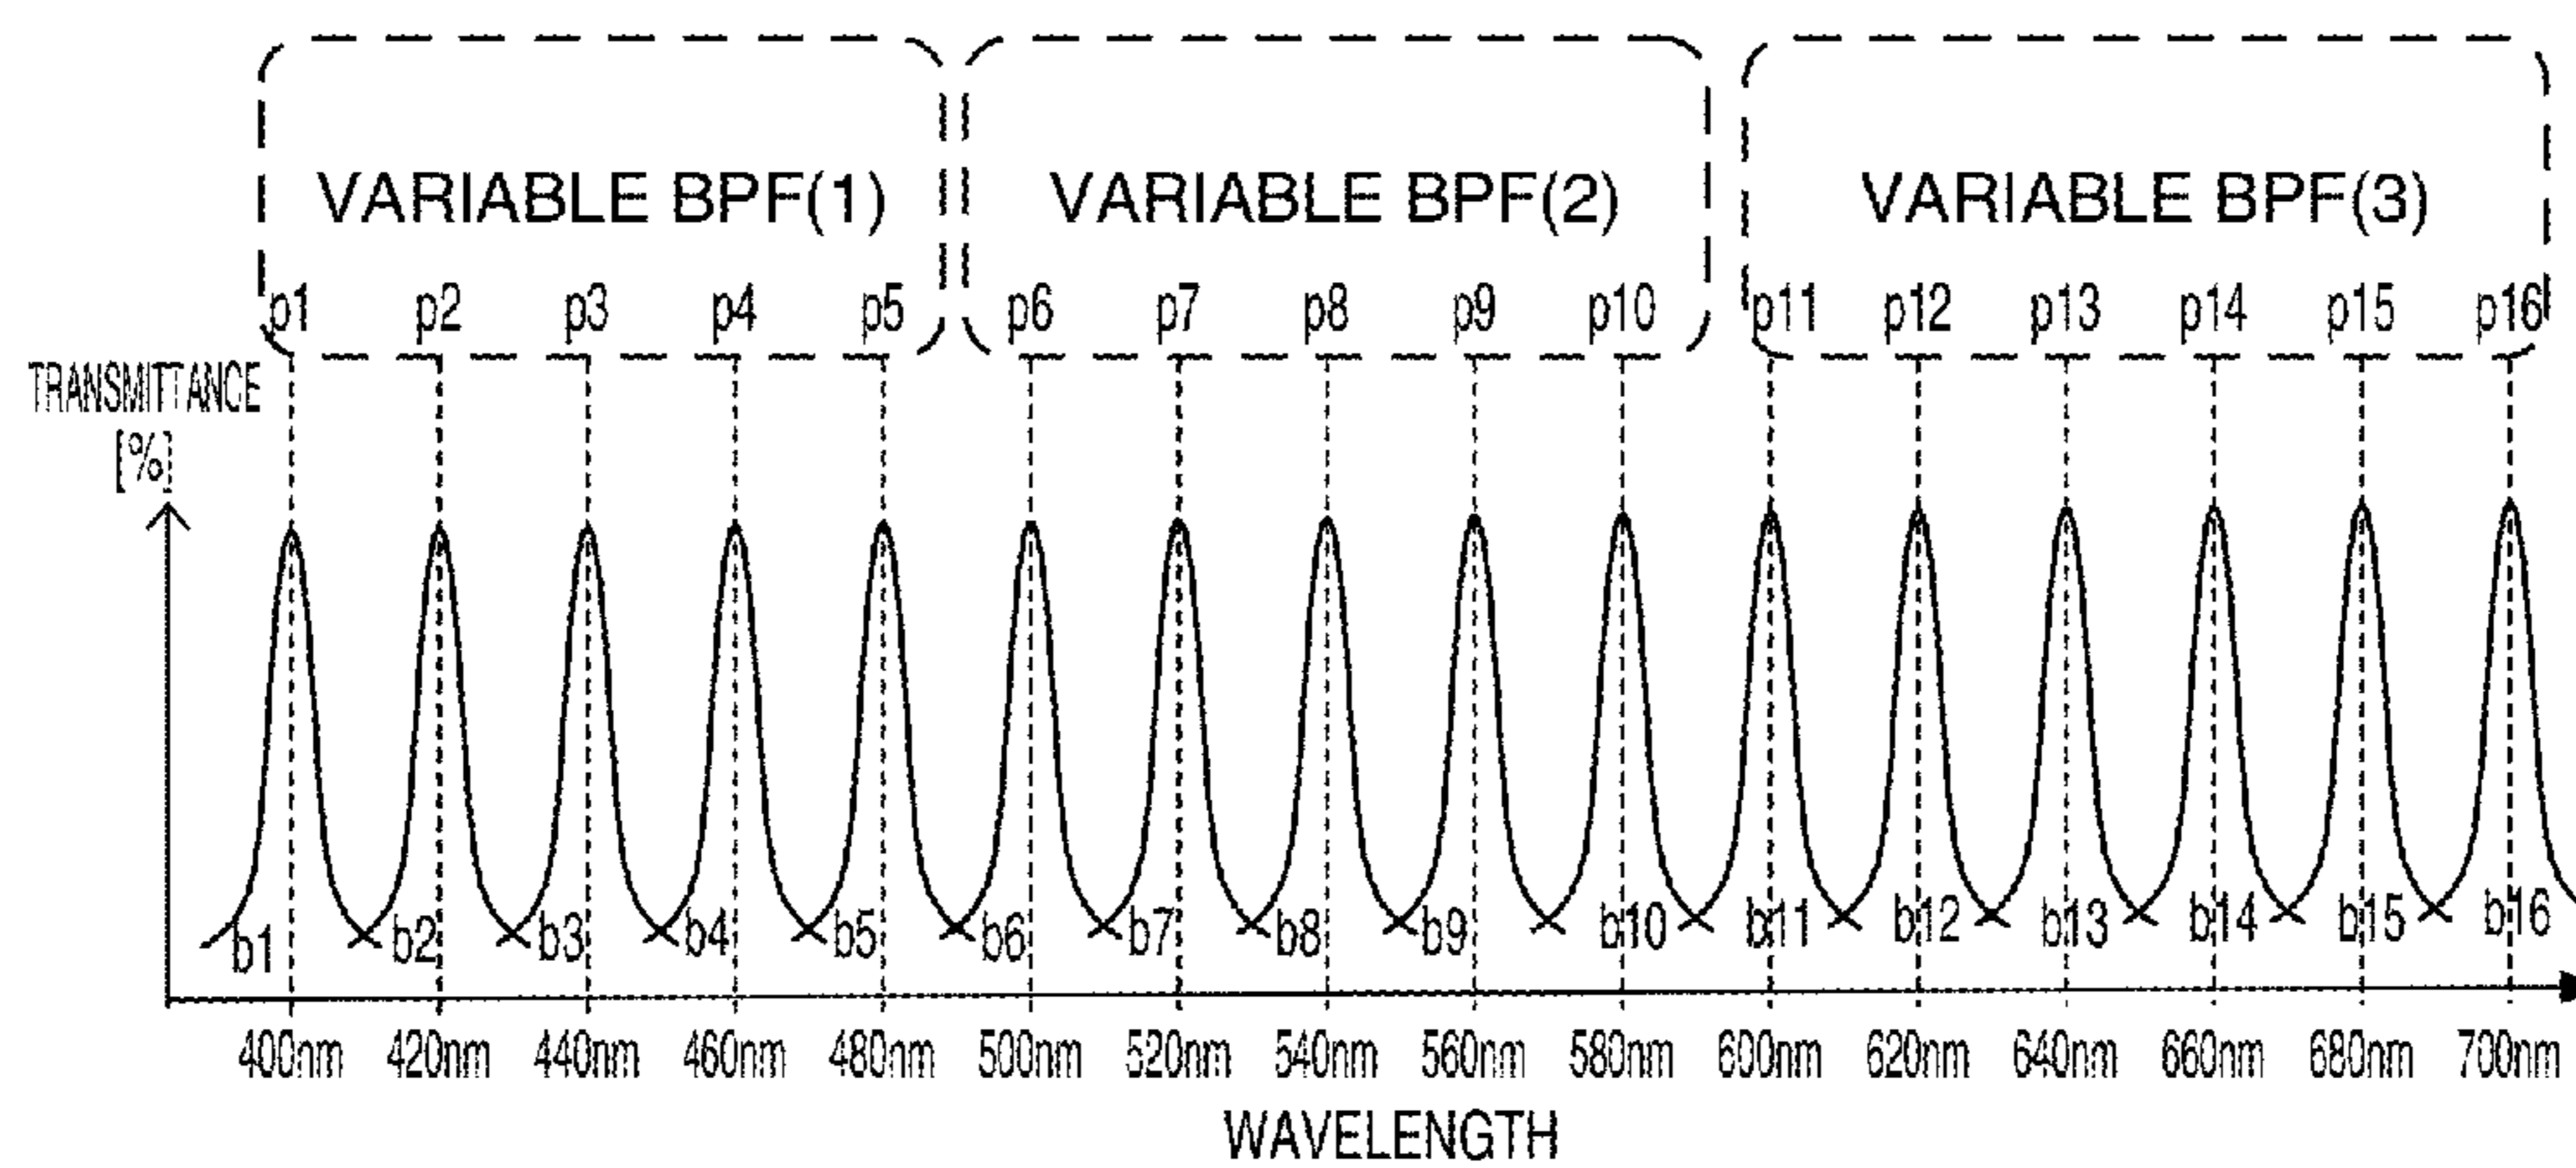 VARIABLE BPF(1) VARIABLE BPF(2) VARIABLE BPF(3)
p1 p2 p3 p4 p5 p6 p7 p8 p9 p10 p11 p12 p13 p14 p15 p16
TRANSMITTANCE
[%]
b1 b2 b3 b4 b5 b6 b7 b8 b9 b10 b11 b12 b13 b14 b15 b16
400nm 420nm 440nm 460nm 480nm 500nm 520nm 540nm 560nm 580nm 600nm 620nm 640nm 660nm 680nm 700nm
WAVELENGTH